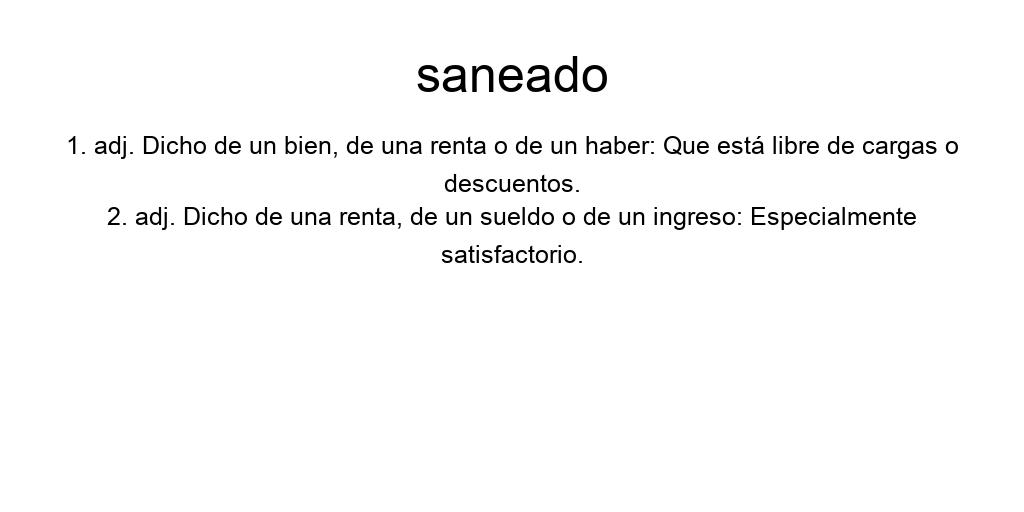 saneado
1. adj. Dicho de un bien, de una renta o de un haber: Que está libre de cargas o
descuentos.
2. adj. Dicho de una renta, de un sueldo o de un ingreso: Especialmente
satisfactorio.